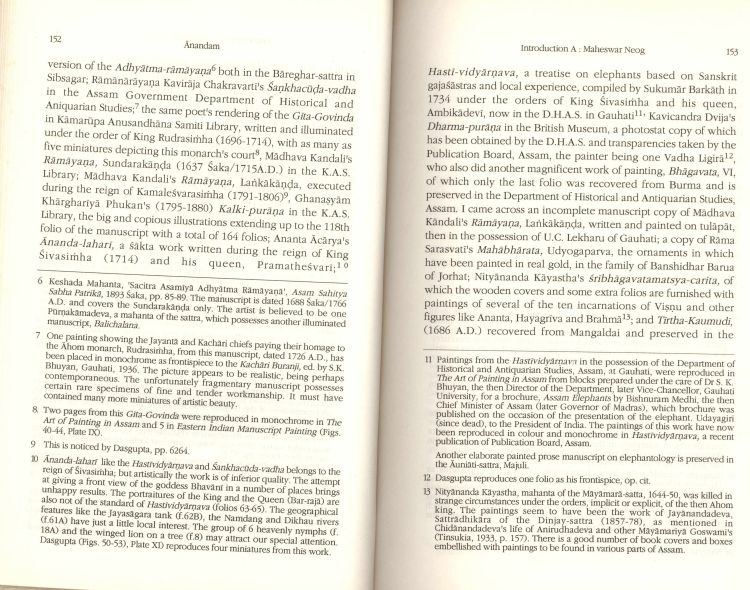 152
Ānandam
version of the Adhyātma-rāmāyaṇa⁶ both in the Bāreghar-sattra in
Sibsagar; Rāmānārāyaṇa Kavirāja Chakravarti's Śaṅkhacūḍa-vadha
in the Assam Government Department of Historical and
Aniquarian Studies;⁷ the same poet's rendering of the Gita-Govinda
in Kāmarūpa Anusandhāna Samiti Library, written and illuminated
under the order of King Rudrasiṁha (1696-1714), with as many as
five miniatures depicting this monarch's court⁸, Mādhava Kandali's
Rāmāyaṇa, Sundarakāṇḍa (1637 Śaka/1715A.D.) in the K.A.S.
Library; Mādhava Kandali's Rāmāyaṇa, Laṅkakāṇḍa, executed
during the reign of Kamaleśvarasiṁha (1791-1806)⁹, Ghanaṣyām
Khārgharīyā Phukan's (1795-1880) Kalki-purāṇa in the K.A.S.
Library, the big and copious illustrations extending up to the 118th
folio of the manuscript with a total of 164 folios; Ananta Ācārya's
Ānanda-lahari, a śākta work written during the reign of King
Śivasiṁha (1714) and his queen, Pramatheśvari;¹⁰
6 Keshada Mahanta, 'Sacitra Asamiyā Adhyātma Rāmāyaṇa', Asam Sahitya
Sabha Patrikā, 1893 Śaka, pp. 85-89. The manuscript is dated 1688 Śaka/1766
A.D. and covers the Sundarakaṇḍa only. The artist is believed to be one
Pūrṇakāmadeva, a mahanta of the sattra, which possesses another illuminated
manuscript, Balichalana.
7 One painting showing the Jayantā and Kachāri chiefs paying their homage to
the Āhom monarch, Rudrasimha, from this manuscript, dated 1726 A.D., has
been placed in monochrome as frontispiece to the Kachāri Buranji, ed. by S.K.
Bhuyan, Gauhati, 1936. The picture appears to be realistic, being perhaps
contemporaneous. The unfortunately fragmentary manuscript possesses
certain rare specimens of fine and tender workmanship. It must have
contained many more miniatures of artistic beauty.
8. Two pages from this Gita-Govinda were reproduced in monochrome in The
Art of Painting in Assam and 5 in Eastern Indian Manuscript Painting (Figs.
40-44, Plate IX).
9 This is noticed by Dasgupta, pp. 6264.
10 Ānanda-laharī like the Hastividyārṇava and Śankhacūḍa-vadha belongs to the
reign of Śivasiṁha; but artistically the work is of inferior quality. The attempt
at giving a front view of the goddess Bhavānī in a number of places brings
unhappy results. The portraitures of the King and the Queen (Bar-raja) are
also not of the standard of Hastividyārṇava (folios 63-65). The geographical
features like the Jayasāgara tank (f.62B), the Namdang and Dikhau rivers
(f.61A) have just a little local interest. The group of 6 heavenly nymphs (f.
18A) and the winged lion on a tree (f.8) may attract our special attention.
Dasgupta (Figs. 50-53), Plate XI) reproduces four miniatures from this work.
Introduction A : Maheswar Neog
153
Hasti-vidyārṇava, a treatise on elephants based on Sanskrit
gajaśāstras and local experience, compiled by Sukumār Barkāth in
1734 under the orders of King Śivasiṁha and his queen,
Ambikādevi, now in the D.H.A.S. in Gauhati¹¹· Kavicandra Dvija's
Dharma-purāṇa in the British Museum, a photostat copy of which
has been obtained by the D.H.A.S. and transparencies taken by the
Publication Board, Assam, the painter being one Vadha Ligirā¹²,
who also did another magnificent work of painting, Bhāgavata, VI,
of which only the last folio was recovered from Burma and is
preserved in the Department of Historical and Antiquarian Studies,
Assam. I came across an incomplete manuscript copy of Mādhava
Kāndali's Rāmāyaṇa, Laṅkākāṇḍa, written and painted on tulāpāt,
then in the possession of U.C. Lekharu of Gauhati; a copy of Rāma
Sarasvati's Mahābhārata, Udyogaparva, the ornaments in which
have been painted in real gold, in the family of Banshidhar Barua
of Jorhat; Nityānanda Kāyastha's śribhāgavatamatsya-carita, of
which the wooden covers and some extra folios are furnished with
paintings of several of the ten incarnations of Viṣṇu and other
figures like Ananta, Hayagrīva and Brahmā¹³; and Tirtha-Kaumudi,
(1686 A.D.) recovered from Mangaldai and preserved in the
11 Paintings from the Hastividyārṇava in the possession of the Department of
Historical and Antiquarian Studies, Assam, at Gauhati, were reproduced in
The Art of Painting in Assam from blocks prepared under the care of Dr S. K.
Bhuyan, the then Director of the Department, later Vice-Chancellor, Gauhati
University, for a brochure, Assam Elephants by Bishnuram Medhi, the then
Chief Minister of Assam (later Governor of Madras), which brochure was
published on the occasion of the presentation of the elephant, Udayagiri
(since dead), to the President of India. The paintings of this work have now
been reproduced in colour and monochrome in Hastividyārṇava, a recent
publication of Publication Board, Assam.
Another elaborate painted prose manuscript on elephantology is preserved in
the Āuniāti-sattra, Majuli.
12 Dasgupta reproduces one folio as his frontispiece, op. cit.
13 Nityānanda Kāyastha, mahanta of the Māyāmarā-satta, 1644-50, was killed in
strange circumstances under the orders, implicit or explicit, of the then Ahom
king. The paintings seem to have been the work of Jayānandadeva,
Sattrādhikāra of the Dinjay-sattra (1857-78), as mentioned in
Chidānandadeva's life of Anirudhadeva and other Māyāmariyā Goswami's
(Tinsukia, 1933, p. 157). There is a good number of book covers and boxes
embellished with paintings to be found in various parts of Assam.